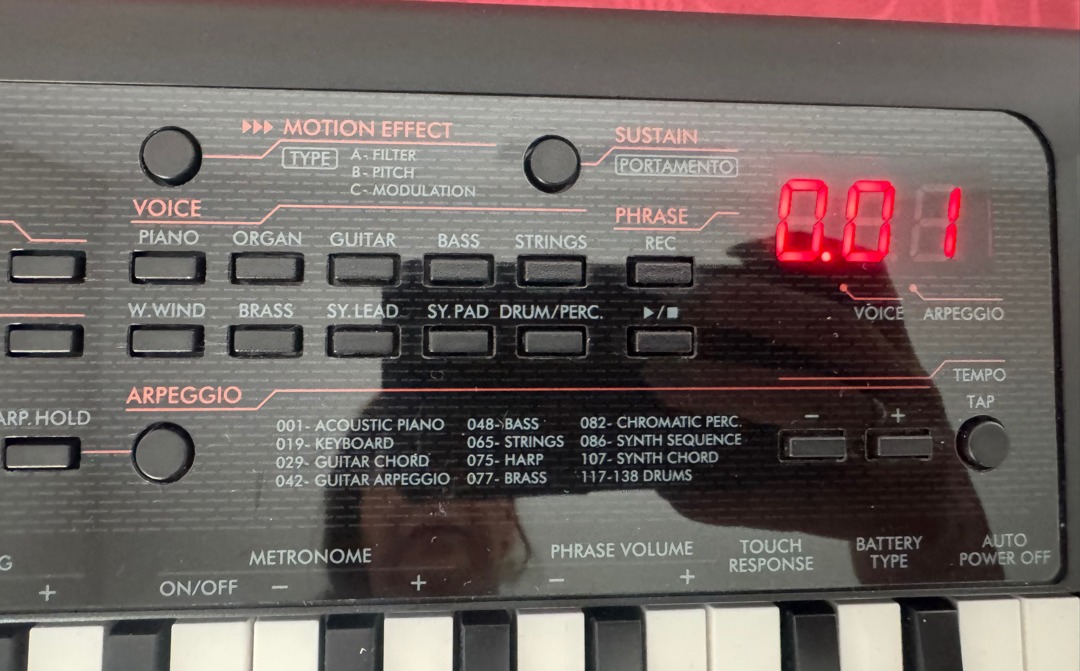 ▶▶▶ MOTION EFFECT
TYPE
A - FILTER
B - PITCH
C - MODULATION
SUSTAIN
PORTAMENTO
0.01
VOICE
PHRASE
PIANO ORGAN GUITAR BASS STRINGS REC
VOICE ARPEGGIO
W.WIND BRASS SY.LEAD SY.PAD DRUM/PERC. ▶/■
TEMPO
TAP
ARPEGGIO
ARP.HOLD
- +
001- ACOUSTIC PIANO 048- BASS 082- CHROMATIC PERC.
019- KEYBOARD 065- STRINGS 086- SYNTH SEQUENCE
029- GUITAR CHORD 075- HARP 107- SYNTH CHORD
042- GUITAR ARPEGGIO 077- BRASS 117-138 DRUMS
G
+
METRONOME
ON/OFF - +
PHRASE VOLUME
- +
TOUCH
RESPONSE
BATTERY
TYPE
AUTO
POWER OFF